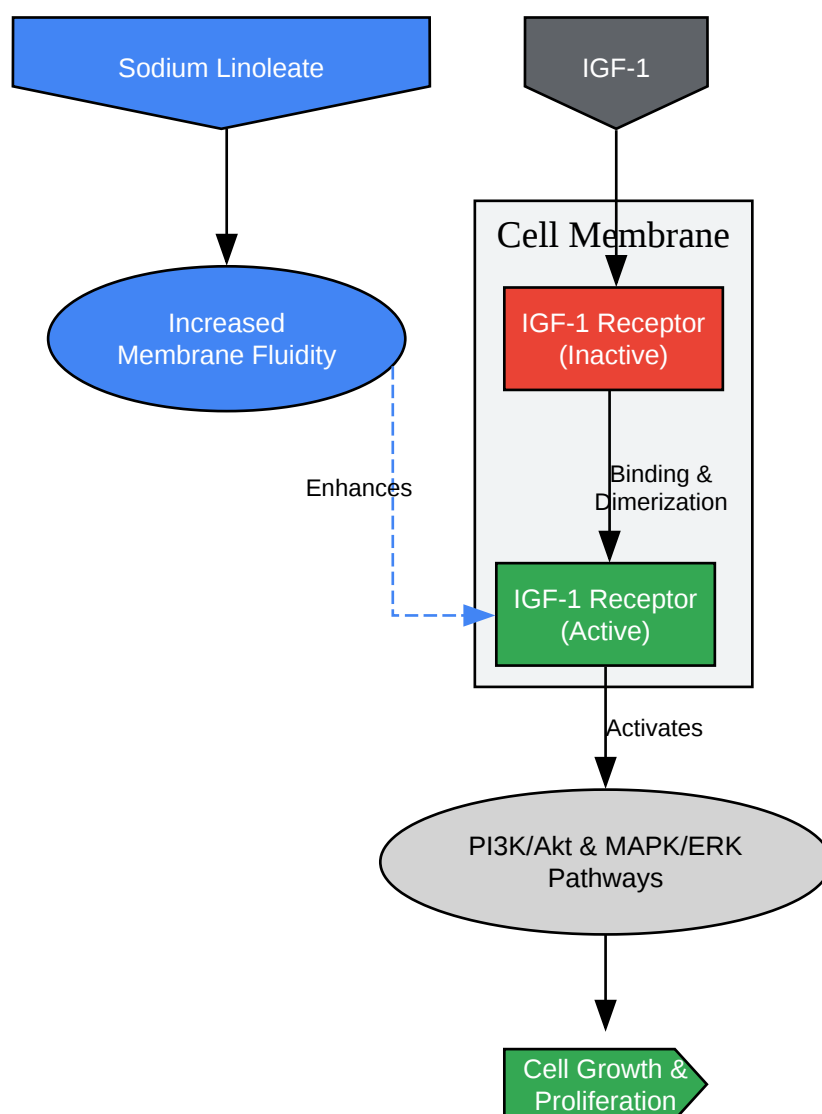 Sodium Linoleate
IGF-1
Cell Membrane
Increased
Membrane Fluidity
IGF-1 Receptor
(Inactive)
Enhances
Binding &
Dimerization
IGF-1 Receptor
(Active)
Activates
PI3K/Akt & MAPK/ERK
Pathways
Cell Growth &
Proliferation